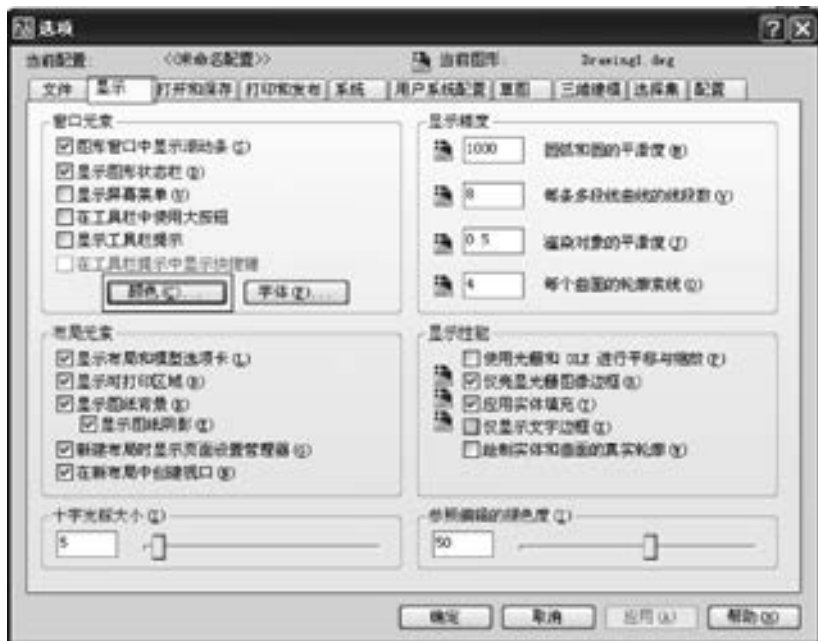 选项
当前配置: <<未命名配置>> 当前图形: Drawing1.dwg
文件 显示 打开和保存 打印和发布 系统 用户系统配置 草图 三维建模 选择集 配置
窗口元素
图形窗口中显示滚动条(S)
显示图形状态栏(D)
显示屏幕菜单(U)
在工具栏中使用大按钮
显示工具栏提示
在工具栏提示中显示快捷键
颜色(C)... 字体(F)...
布局元素
显示布局和模型选项卡(L)
显示可打印区域(B)
显示图纸背景(K)
显示图纸阴影(E)
新建布局时显示页面设置管理器(G)
在新布局中创建视口(N)
十字光标大小(Z)
5
显示精度
1000 圆弧和圆的平滑度(A)
8 每条多段线曲线的线段数(V)
0.5 渲染对象的平滑度(J)
4 每个曲面的轮廓素线(O)
显示性能
使用光栅和 OLE 进行平移与缩放(P)
仅亮显光栅图像边框(R)
应用实体填充(Y)
仅显示文字边框(X)
绘制实体和曲面的真实轮廓(W)
参照编辑的褪色度(I)
50
确定 取消 应用(A) 帮助(H)